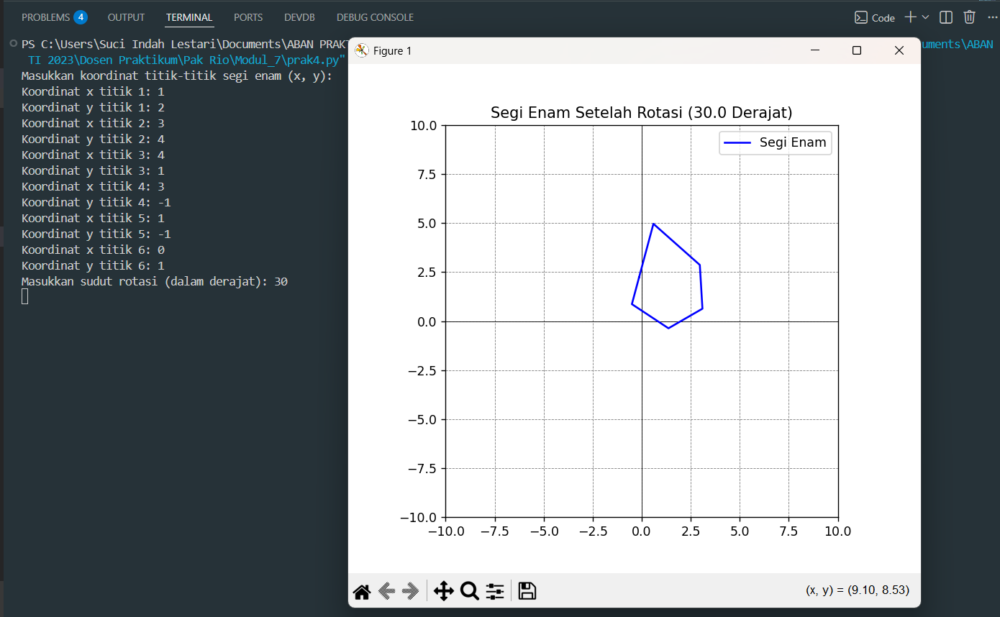 PROBLEMS 4 OUTPUT TERMINAL PORTS DEVDB DEBUG CONSOLE Code
PS C:\Users\Suci Indah Lestari\Documents\ABAN PRAKT
uments\ABAN
TI 2023\Dosen Praktikum\Pak Rio\Modul_7\prak4.py"
Masukkan koordinat titik-titik segi enam (x, y):
Koordinat x titik 1: 1
Koordinat y titik 1: 2
Koordinat x titik 2: 3
Koordinat y titik 2: 4
Koordinat x titik 3: 4
Koordinat y titik 3: 1
Koordinat x titik 4: 3
Koordinat y titik 4: -1
Koordinat x titik 5: 1
Koordinat y titik 5: -1
Koordinat x titik 6: 0
Koordinat y titik 6: 1
Masukkan sudut rotasi (dalam derajat): 30
Figure 1
Segi Enam Setelah Rotasi (30.0 Derajat)
Segi Enam
10.0
7.5
5.0
2.5
0.0
−2.5
−5.0
−7.5
−10.0
−10.0 −7.5 −5.0 −2.5 0.0 2.5 5.0 7.5 10.0
(x, y) = (9.10, 8.53)